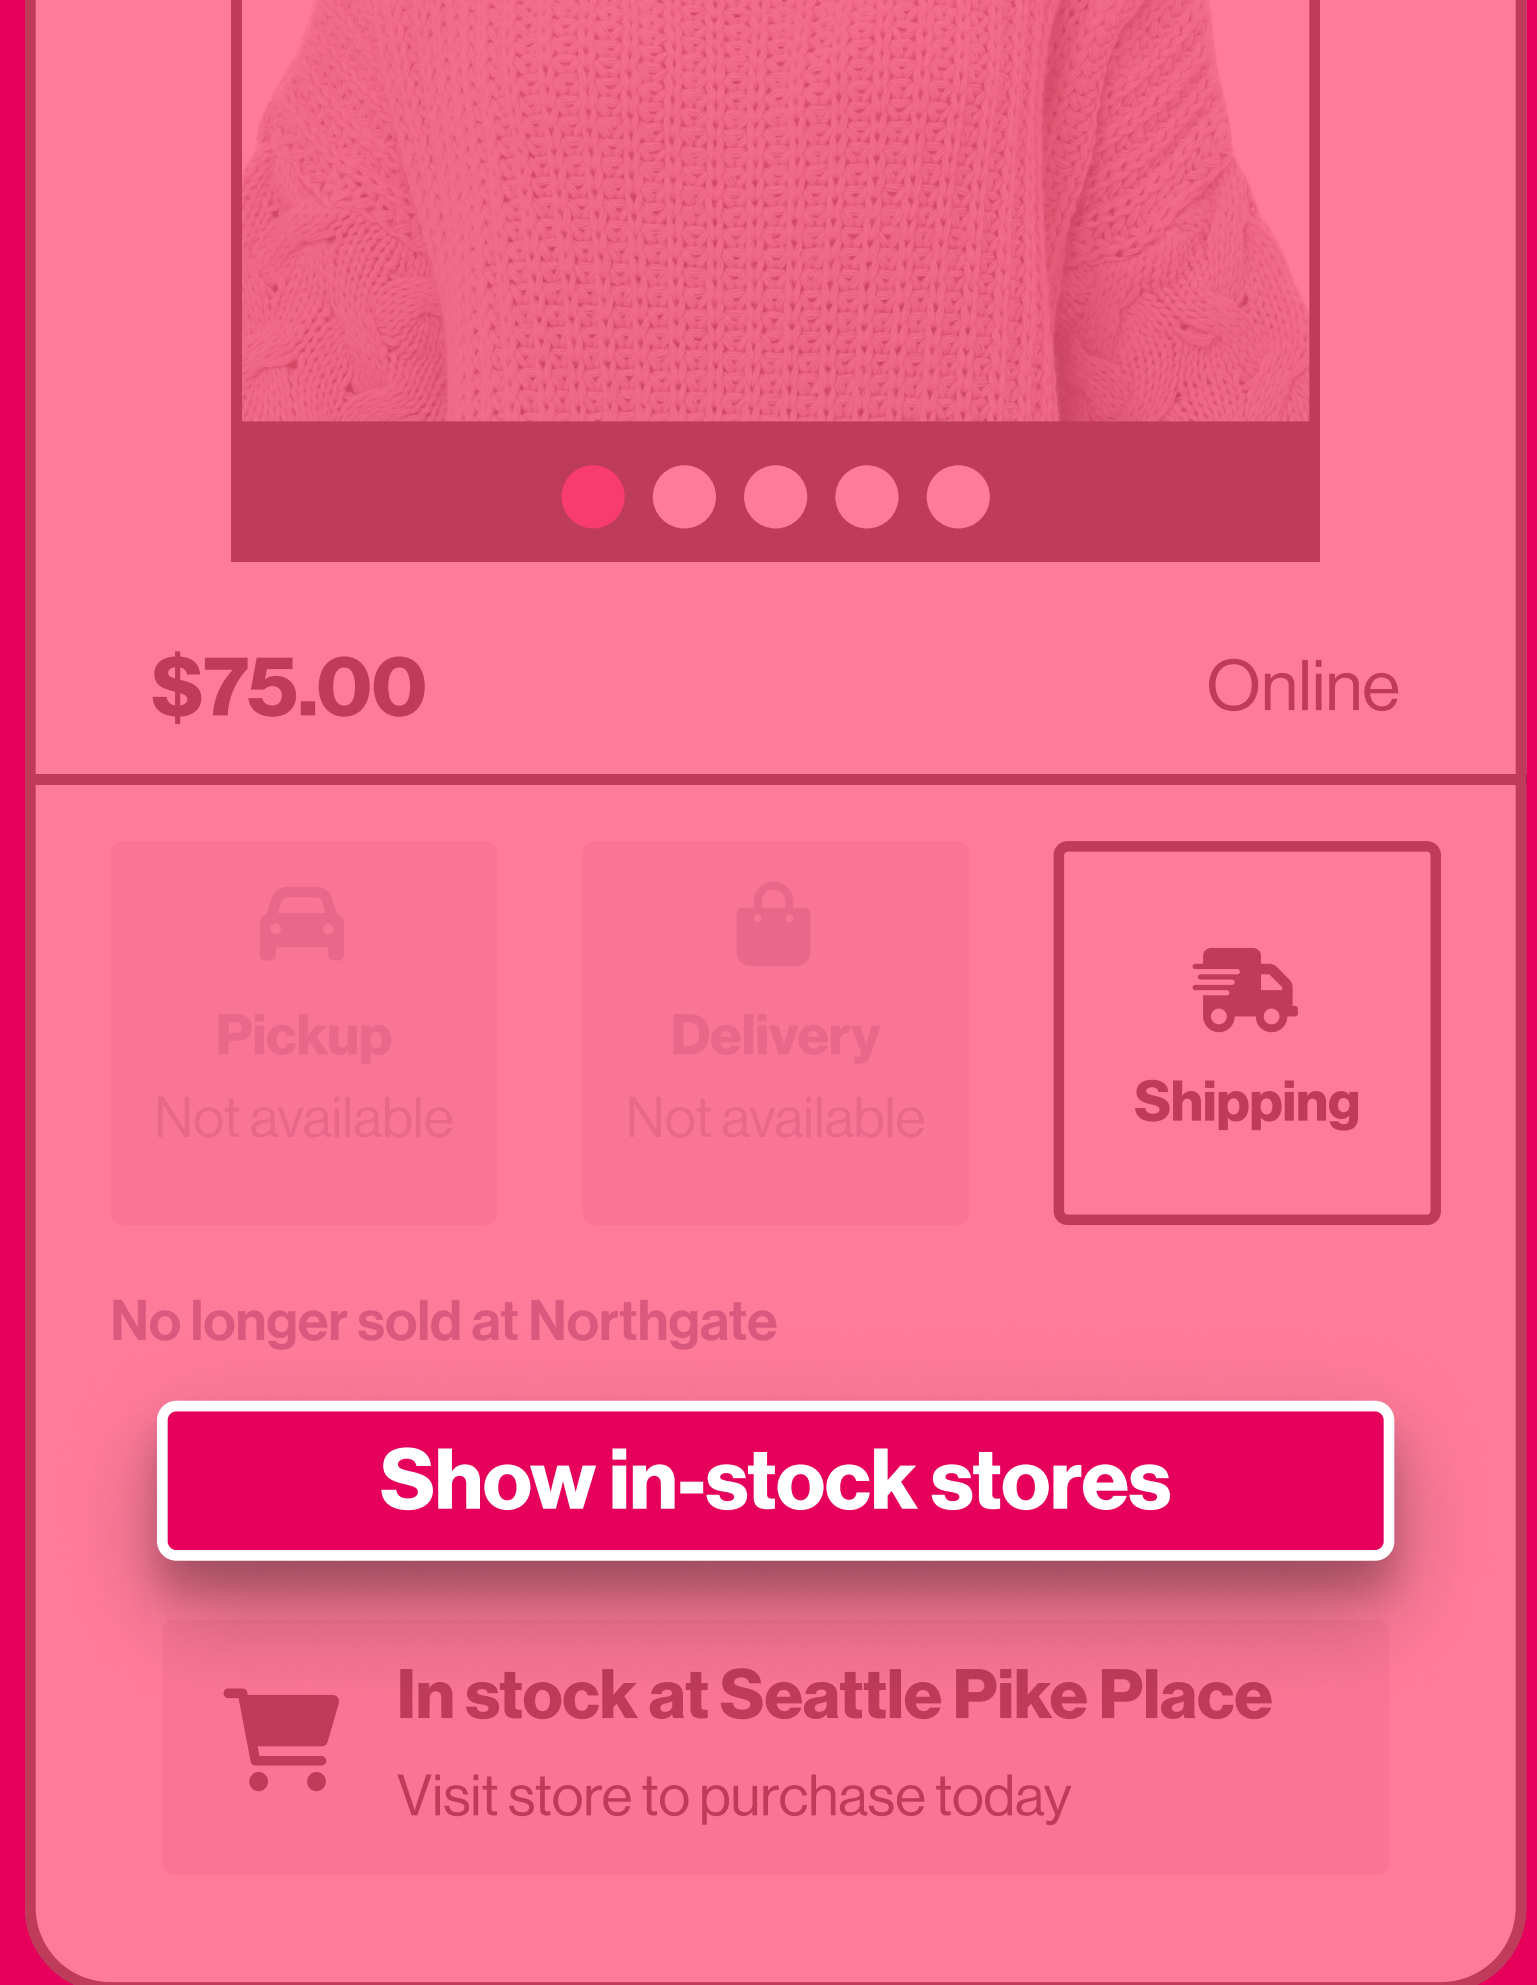 $75.00
Online
Pickup
Not available
Delivery
Not available
Shipping
No longer sold at Northgate
Show in-stock stores
In stock at Seattle Pike Place
Visit store to purchase today